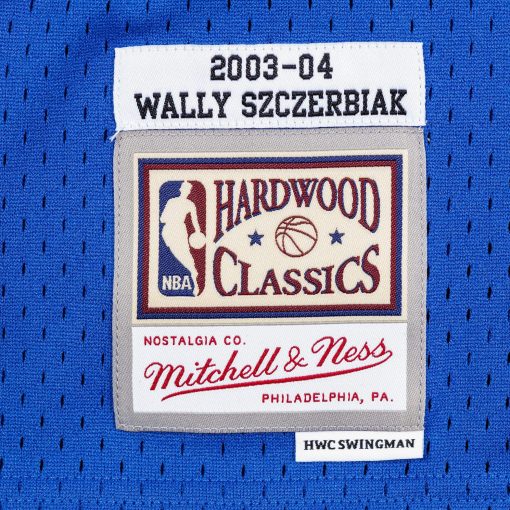 2003-04
WALLY SZCZERBIAK
HARDWOOD
NBA
CLASSICS
NOSTALGIA CO.
Mitchell & Ness
PHILADELPHIA, PA.
HWC SWINGMAN